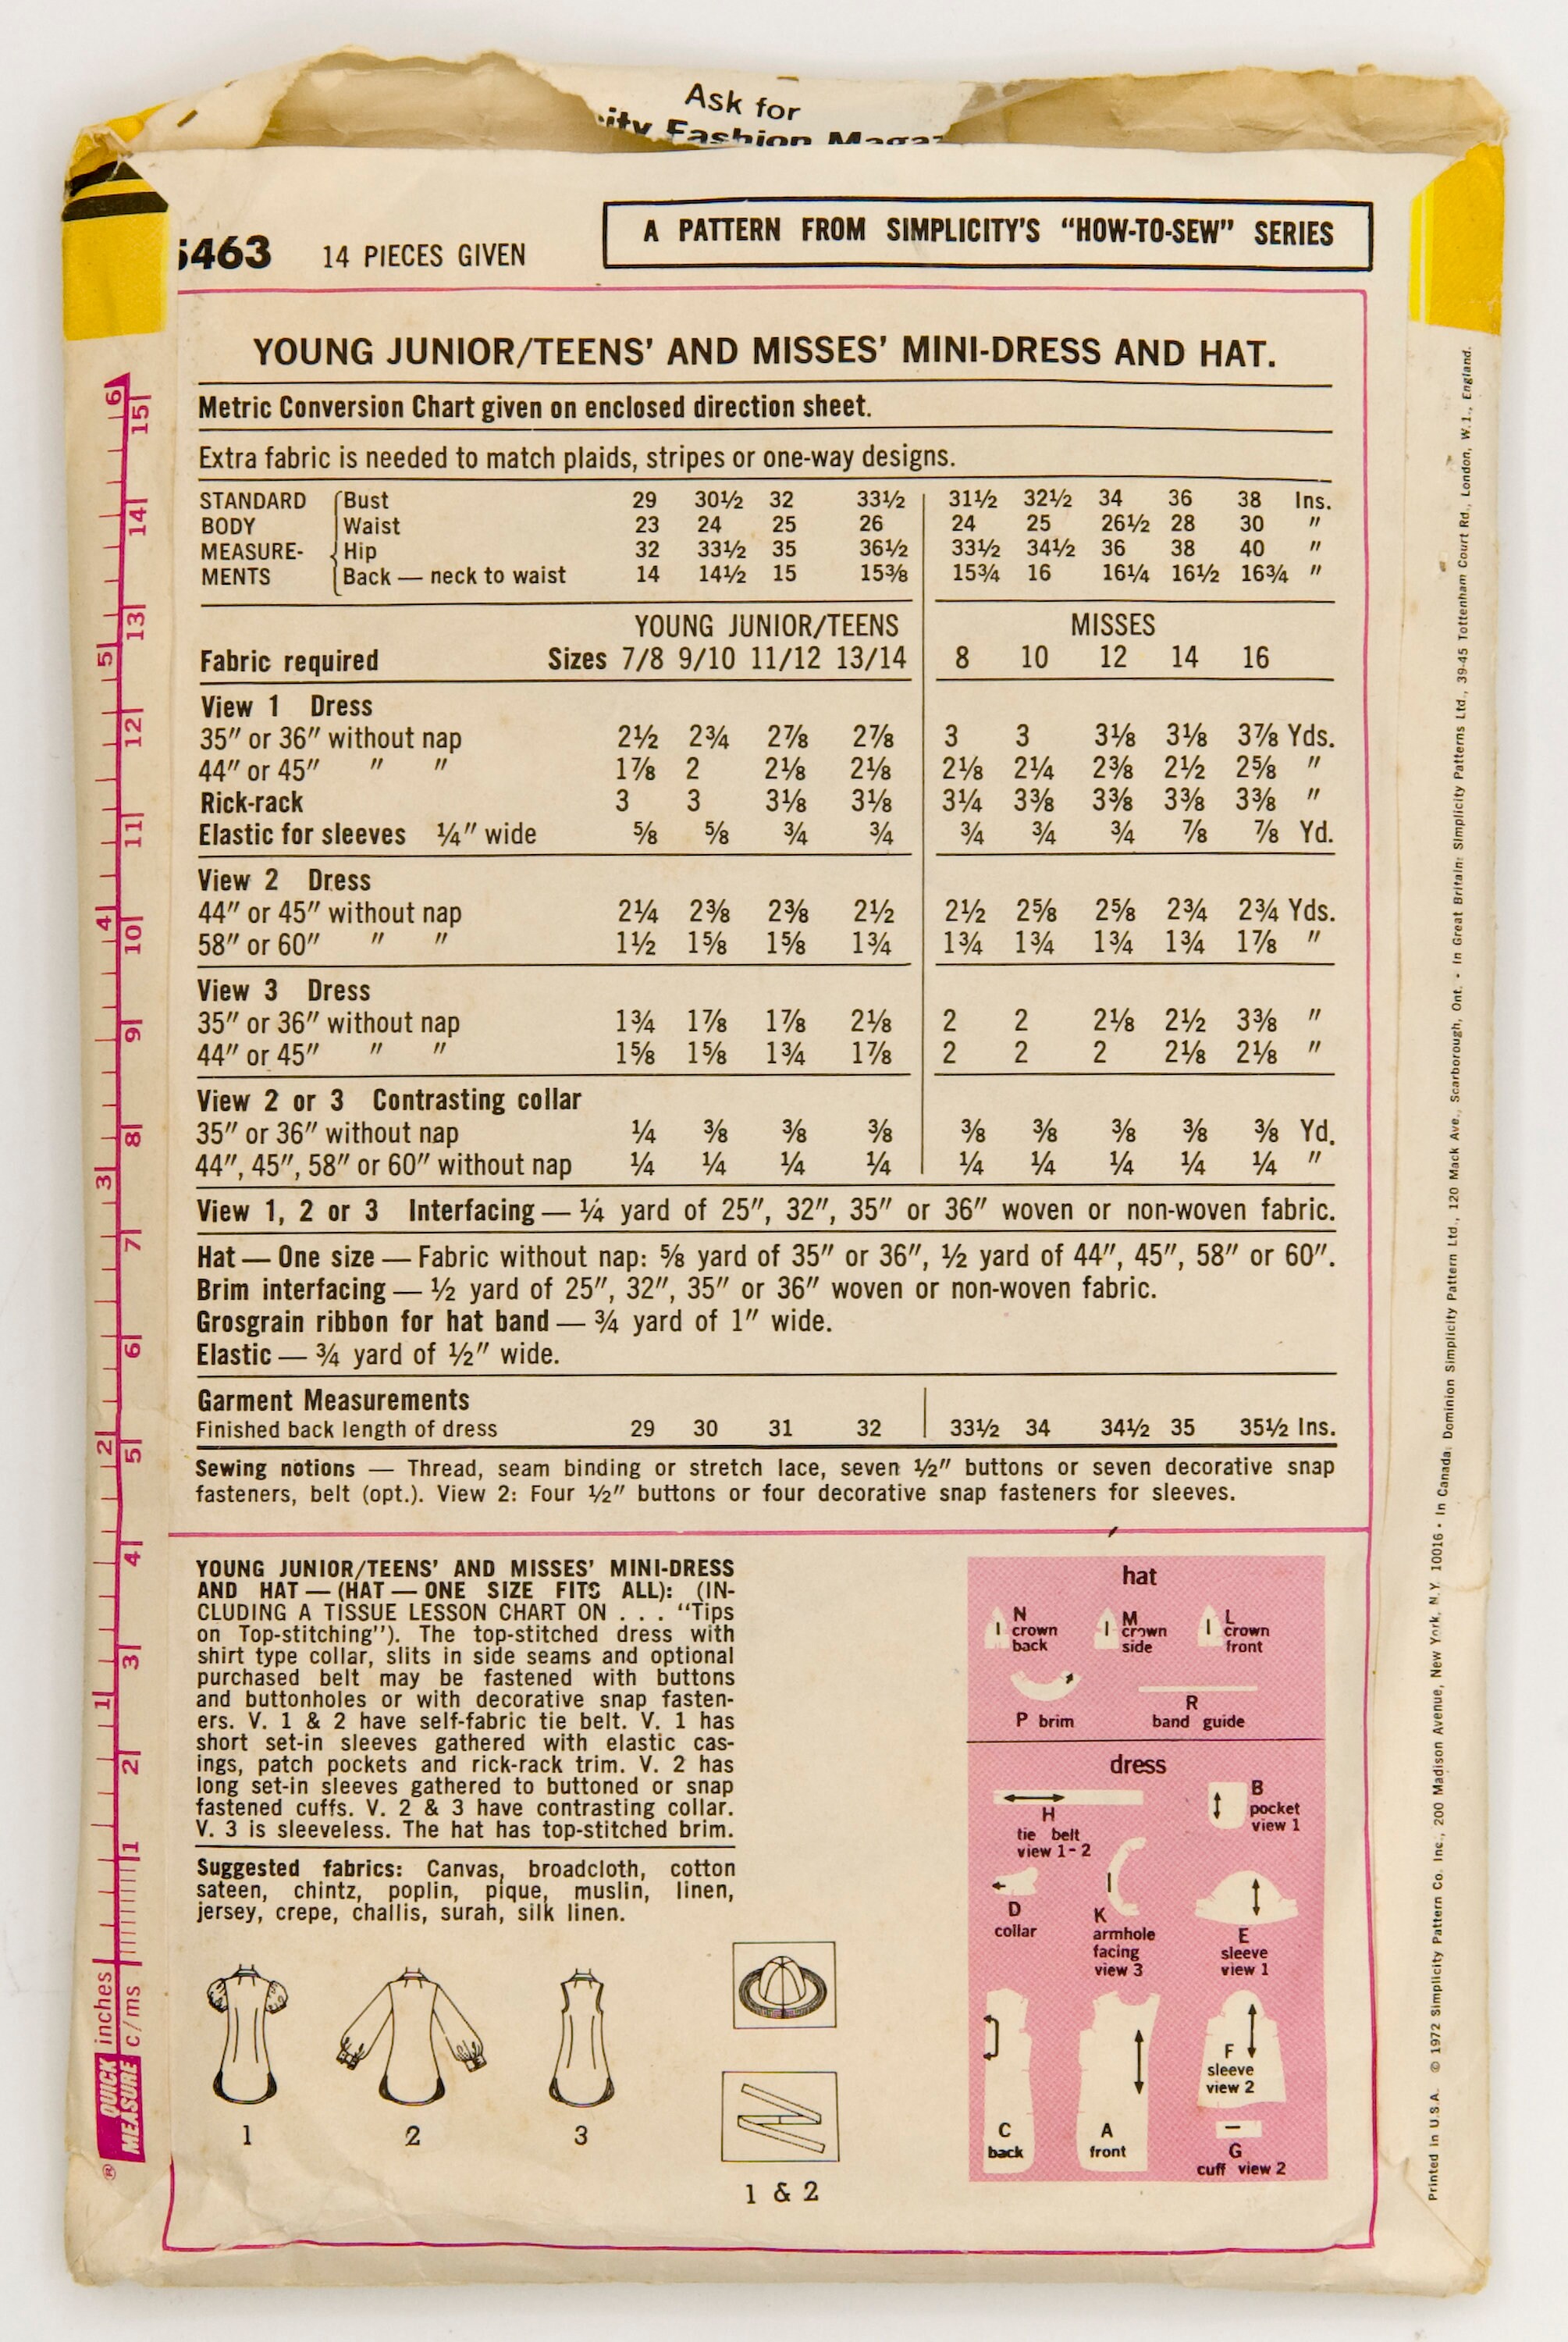 Ask for
Fashion
5463 14 PIECES GIVEN
A PATTERN FROM SIMPLICITY'S “HOW-TO-SEW” SERIES
YOUNG JUNIOR/TEENS' AND MISSES' MINI-DRESS AND HAT.
Metric Conversion Chart given on enclosed direction sheet.
Extra fabric is needed to match plaids, stripes or one-way designs.
STANDARD Bust 29 30½ 32 33½ 31½ 32½ 34 36 38 Ins.
BODY Waist 23 24 25 26 24 25 26½ 28 30 ″
MEASURE- Hip 32 33½ 35 36½ 33½ 34½ 36 38 40 ″
MENTS Back — neck to waist 14 14½ 15 15⅜ 15¾ 16 16¼ 16½ 16¾ ″
YOUNG JUNIOR/TEENS MISSES
Fabric required Sizes 7/8 9/10 11/12 13/14 8 10 12 14 16
View 1 Dress
35″ or 36″ without nap 2½ 2¾ 2⅞ 2⅞ 3 3 3⅛ 3⅛ 3⅞ Yds.
44″ or 45″ ″ ″ 1⅞ 2 2⅛ 2⅛ 2⅛ 2¼ 2⅜ 2½ 2⅝ ″
Rick-rack 3 3 3⅛ 3⅛ 3¼ 3⅜ 3⅜ 3⅜ 3⅜ ″
Elastic for sleeves ¼″ wide ⅝ ⅝ ¾ ¾ ¾ ¾ ¾ ⅞ ⅞ Yd.
View 2 Dress
44″ or 45″ without nap 2¼ 2⅜ 2⅜ 2½ 2½ 2⅝ 2⅝ 2¾ 2¾ Yds.
58″ or 60″ ″ ″ 1½ 1⅝ 1⅝ 1¾ 1¾ 1¾ 1¾ 1¾ 1⅞ ″
View 3 Dress
35″ or 36″ without nap 1¾ 1⅞ 1⅞ 2⅛ 2 2 2⅛ 2½ 3⅜ ″
44″ or 45″ ″ ″ 1⅝ 1⅝ 1¾ 1⅞ 2 2 2 2⅛ 2⅛ ″
View 2 or 3 Contrasting collar
35″ or 36″ without nap ¼ ⅜ ⅜ ⅜ ⅜ ⅜ ⅜ ⅜ ⅜ Yd.
44″, 45″, 58″ or 60″ without nap ¼ ¼ ¼ ¼ ¼ ¼ ¼ ¼ ¼ ″
View 1, 2 or 3 Interfacing — ¼ yard of 25″, 32″, 35″ or 36″ woven or non-woven fabric.
Hat — One size — Fabric without nap: ⅝ yard of 35″ or 36″, ½ yard of 44″, 45″, 58″ or 60″.
Brim interfacing — ½ yard of 25″, 32″, 35″ or 36″ woven or non-woven fabric.
Grosgrain ribbon for hat band — ¾ yard of 1″ wide.
Elastic — ¾ yard of ½″ wide.
Garment Measurements
Finished back length of dress 29 30 31 32 33½ 34 34½ 35 35½ Ins.
Sewing notions — Thread, seam binding or stretch lace, seven ½″ buttons or seven decorative snap
fasteners, belt (opt.). View 2: Four ½″ buttons or four decorative snap fasteners for sleeves.
YOUNG JUNIOR/TEENS' AND MISSES' MINI-DRESS
AND HAT — (HAT — ONE SIZE FITS ALL): (IN-
CLUDING A TISSUE LESSON CHART ON . . . “Tips
on Top-stitching”). The top-stitched dress with
shirt type collar, slits in side seams and optional
purchased belt may be fastened with buttons
and buttonholes or with decorative snap fasten-
ers. V. 1 & 2 have self-fabric tie belt. V. 1 has
short set-in sleeves gathered with elastic cas-
ings, patch pockets and rick-rack trim. V. 2 has
long set-in sleeves gathered to buttoned or snap
fastened cuffs. V. 2 & 3 have contrasting collar.
V. 3 is sleeveless. The hat has top-stitched brim.
Suggested fabrics: Canvas, broadcloth, cotton
sateen, chintz, poplin, pique, muslin, linen,
jersey, crepe, challis, surah, silk linen.
1 2 3
1 & 2
hat
N crown back
M crown side
L crown front
P brim
R band guide
dress
H tie belt view 1-2
B pocket view 1
D collar
K armhole facing view 3
E sleeve view 1
C back
A front
F sleeve view 2
G cuff view 2
QUICK MEASURE ® inches c/ms
1 2 3 4 5 6
1 2 3 4 5 6 7 8 9 10 11 12 13 14 15
Printed in U.S.A. © 1972 Simplicity Pattern Co. Inc., 200 Madison Avenue, New York, N.Y. 10016 • In Canada: Dominion Simplicity Pattern Ltd., 120 Mack Ave., Scarborough, Ont. • In Great Britain: Simplicity Patterns Ltd., 39-45 Tottenham Court Rd., London, W.1., England.